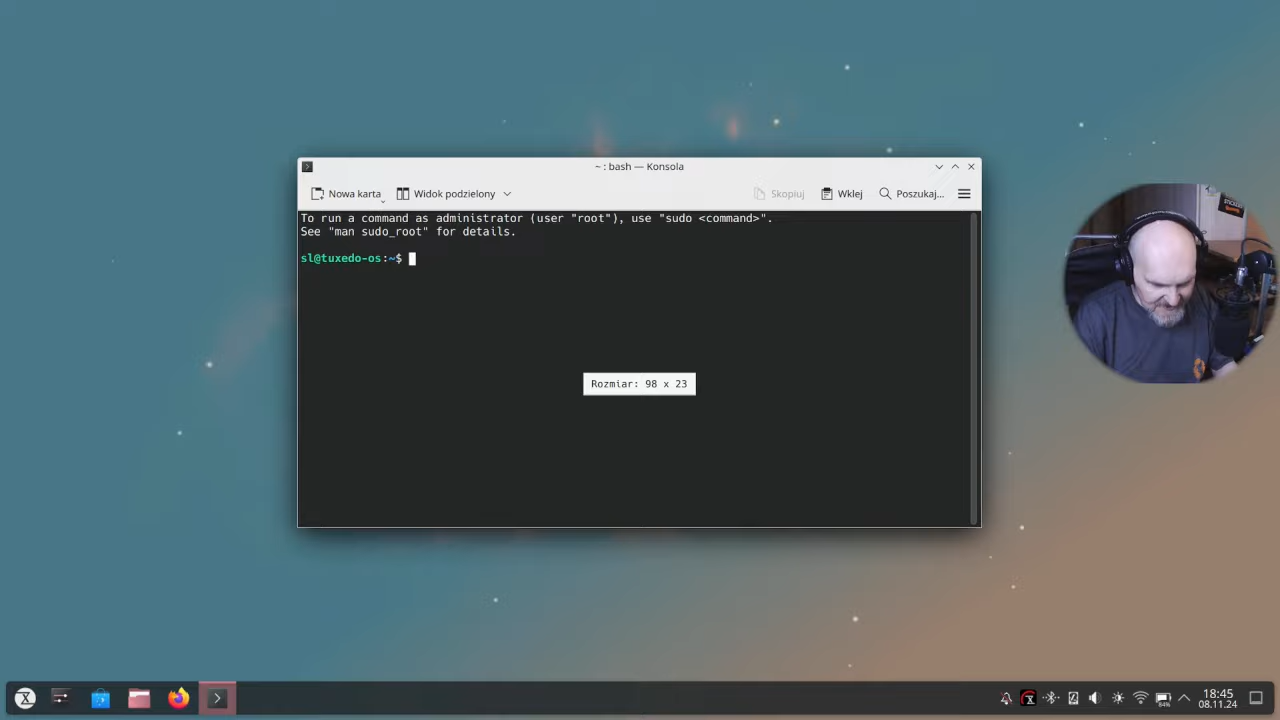 ~ : bash — Konsola
Nowa karta
Widok podzielony
Skopiuj
Wklej
Poszukaj...
To run a command as administrator (user "root"), use "sudo <command>".
See "man sudo_root" for details.
sl@tuxedo-os:~$
Rozmiar: 98 x 23
84%
18:45
08.11.24